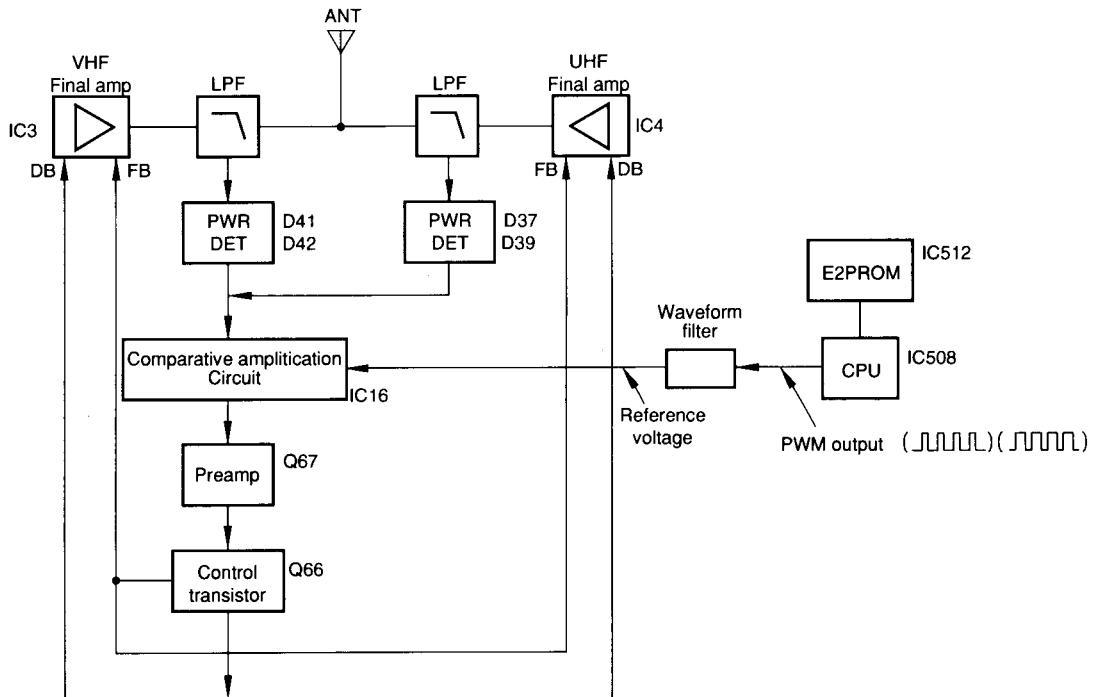 ANT
VHF
Final amp
LPF
LPF
UHF
Final amp
IC3
IC4
DB
FB
FB
DB
PWR
DET
D41
D42
PWR
DET
D37
D39
E2PROM
IC512
Waveform
filter
Comparative amplitication
Circuit
IC16
CPU
IC508
Reference
voltage
PWM output
Preamp
Q67
Control
transistor
Q66